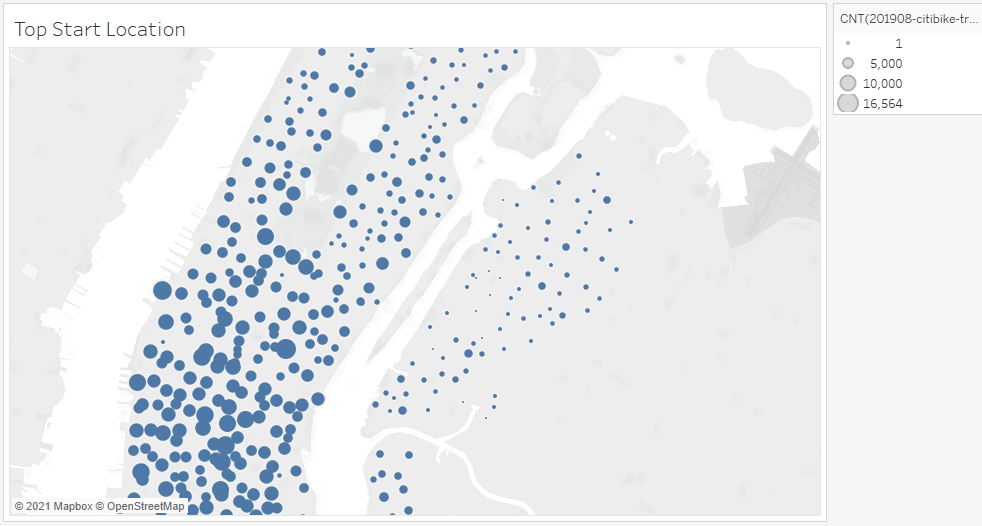 Top Start Location
CNT(201908-citibike-tr...
1
5,000
10,000
16,564
© 2021 Mapbox © OpenStreetMap